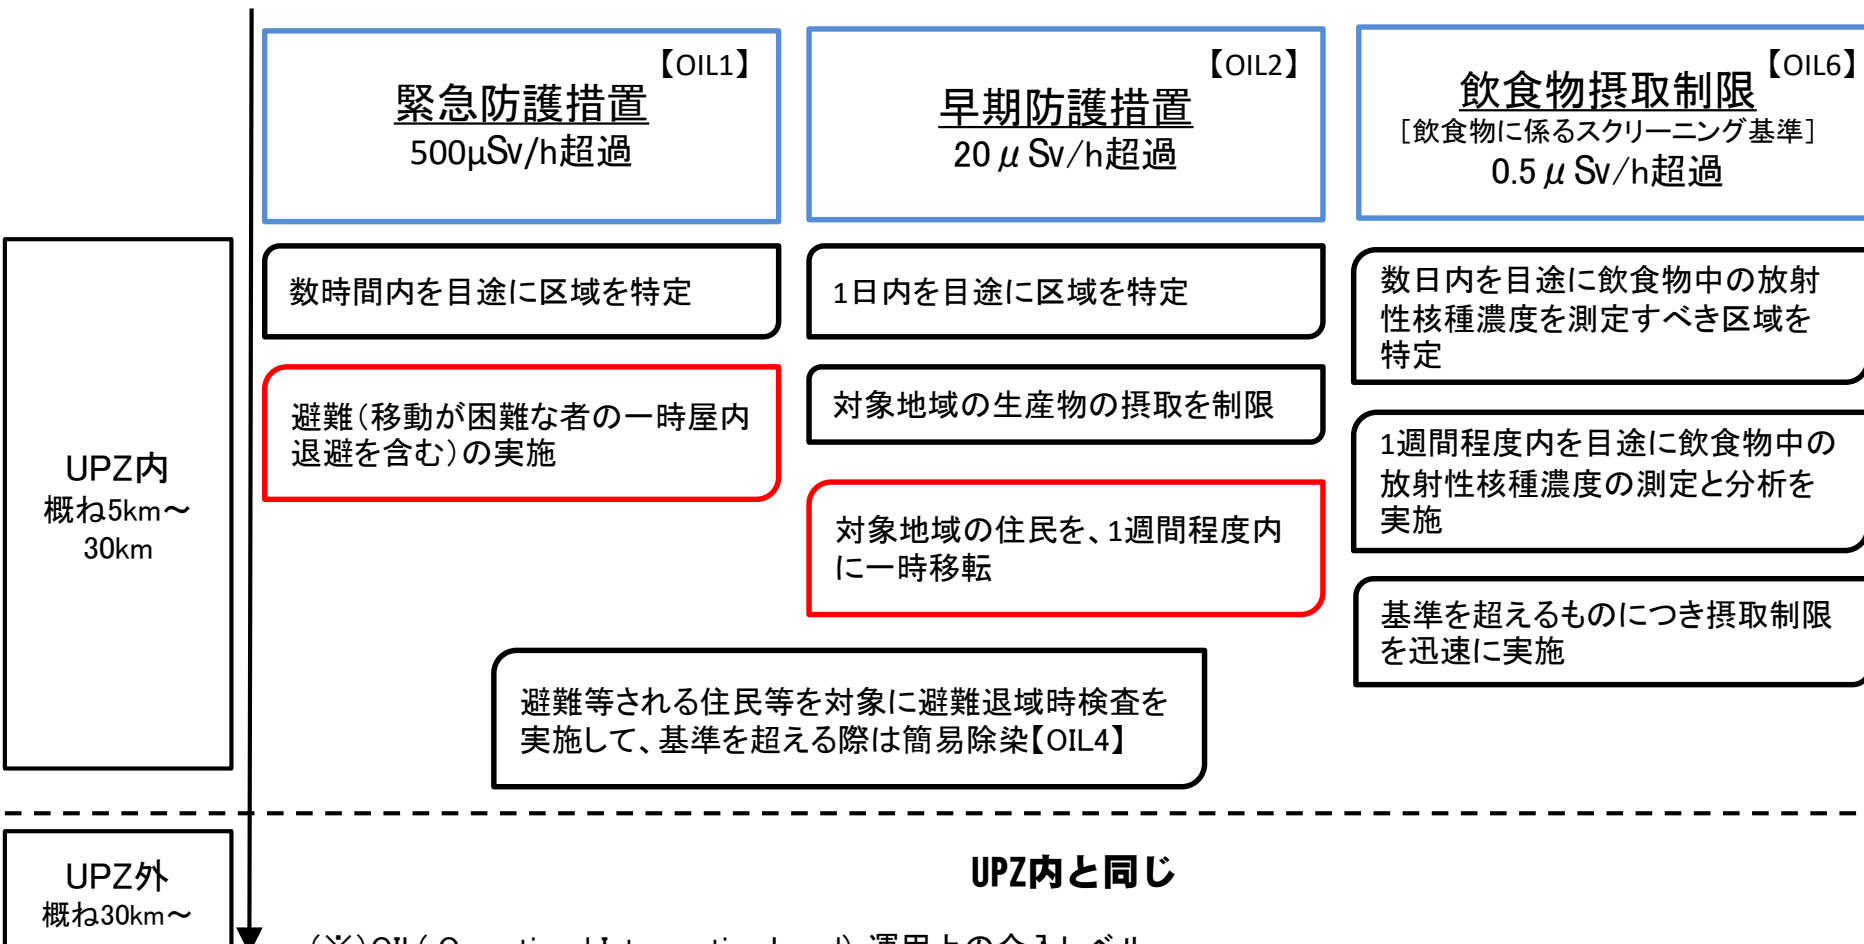 【OIL1】
緊急防護措置
500μSv/h超過
【OIL2】
早期防護措置
20μSv/h超過
【OIL6】
飲食物摂取制限
[飲食物に係るスクリーニング基準]
0.5μSv/h超過
UPZ内
概ね5km～
30km
数時間内を目途に区域を特定
避難(移動が困難な者の一時屋内
退避を含む)の実施
1日内を目途に区域を特定
対象地域の生産物の摂取を制限
対象地域の住民を、1週間程度内
に一時移転
数日内を目途に飲食物中の放射
性核種濃度を測定すべき区域を
特定
1週間程度内を目途に飲食物中の
放射性核種濃度の測定と分析を
実施
基準を超えるものにつき摂取制限
を迅速に実施
避難等される住民等を対象に避難退域時検査を
実施して、基準を超える際は簡易除染【OIL4】
UPZ外
概ね30km～
UPZ内と同じ
(※)OIL( Operational Intervention Level) 運用上の介入レベル